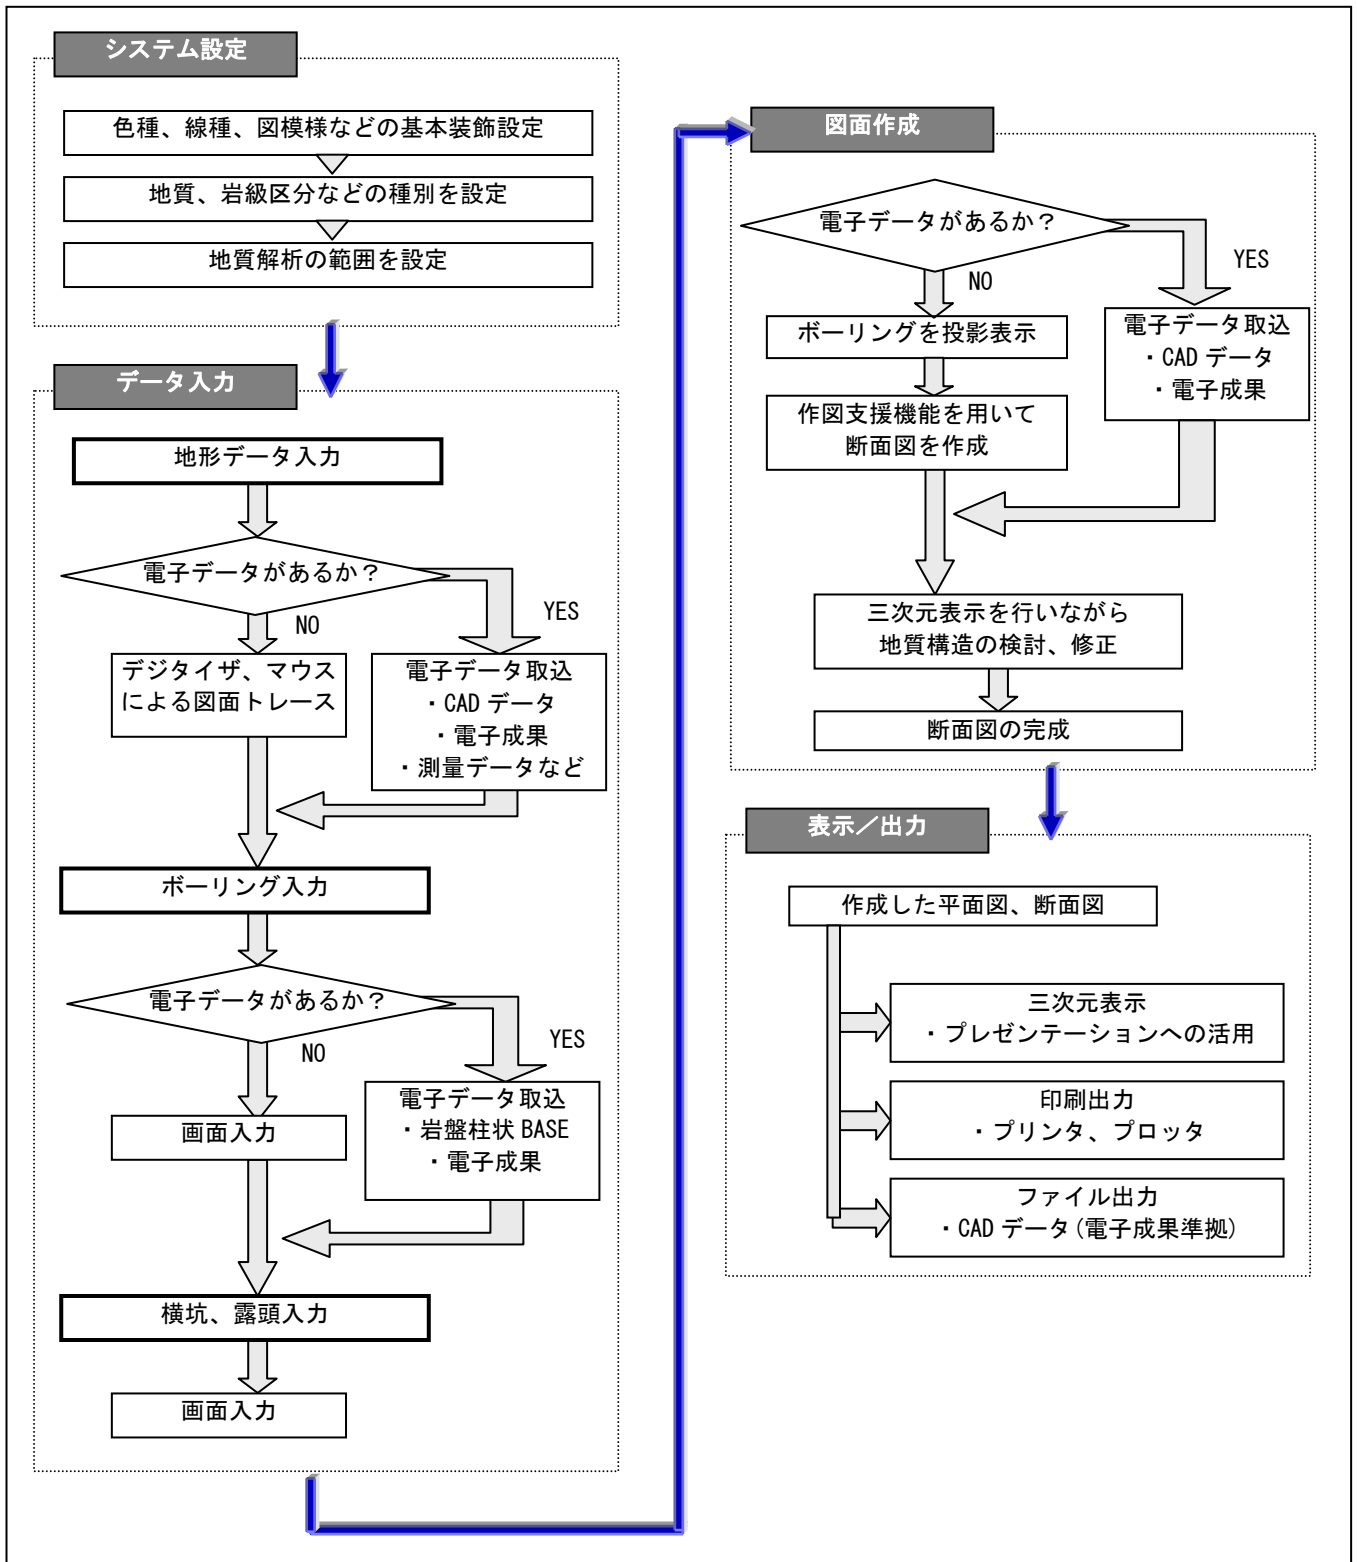 システム設定
色種、線種、図模様などの基本装飾設定
地質、岩級区分などの種別を設定
地質解析の範囲を設定
データ入力
地形データ入力
電子データがあるか？
YES
NO
デジタイザ、マウス
による図面トレース
電子データ取込
・CAD データ
・電子成果
・測量データなど
ボーリング入力
電子データがあるか？
YES
NO
画面入力
電子データ取込
・岩盤柱状 BASE
・電子成果
横坑、露頭入力
画面入力
図面作成
電子データがあるか？
YES
NO
ボーリングを投影表示
作図支援機能を用いて
断面図を作成
電子データ取込
・CAD データ
・電子成果
三次元表示を行いながら
地質構造の検討、修正
断面図の完成
表示／出力
作成した平面図、断面図
三次元表示
・プレゼンテーションへの活用
印刷出力
・プリンタ、プロッタ
ファイル出力
・CAD データ(電子成果準拠)